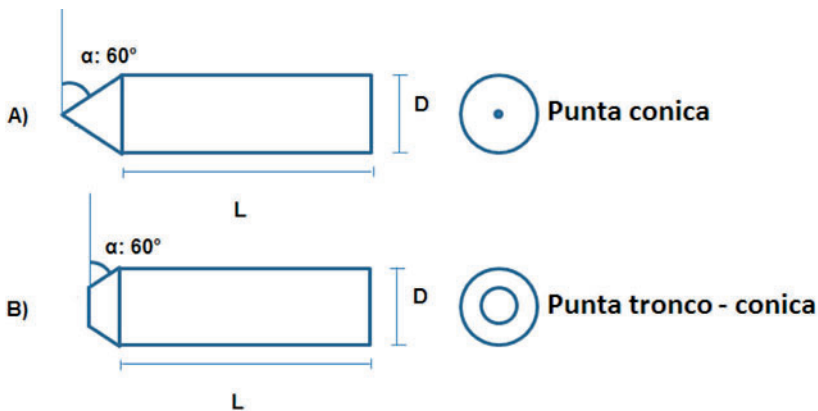 α: 60°
A)
D
Punta conica
L
α: 60°
B)
D
Punta tronco - conica
L